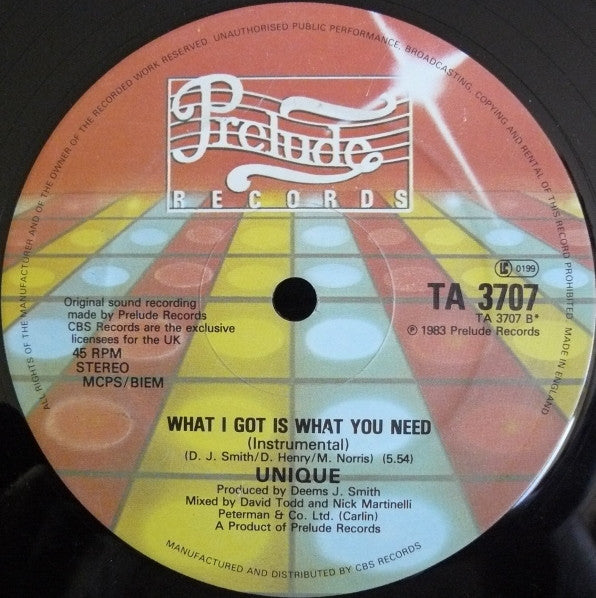 ALL RIGHTS OF THE MANUFACTURER AND OF THE OWNER OF THE RECORDED WORK RESERVED. UNAUTHORISED PUBLIC PERFORMANCE, BROADCASTING, COPYING AND RENTAL OF THIS RECORD PROHIBITED. MADE IN ENGLAND
Prelude
RECORDS
LC 0199
TA 3707
TA 3707 B*
℗ 1983 Prelude Records
Original sound recording
made by Prelude Records
CBS Records are the exclusive
licensees for the UK
45 RPM
STEREO
MCPS/BIEM
WHAT I GOT IS WHAT YOU NEED
(Instrumental)
(D. J. Smith/D. Henry/M. Norris) (5.54)
UNIQUE
Produced by Deems J. Smith
Mixed by David Todd and Nick Martinelli
Peterman & Co. Ltd. (Carlin)
A Product of Prelude Records
MANUFACTURED AND DISTRIBUTED BY CBS RECORDS